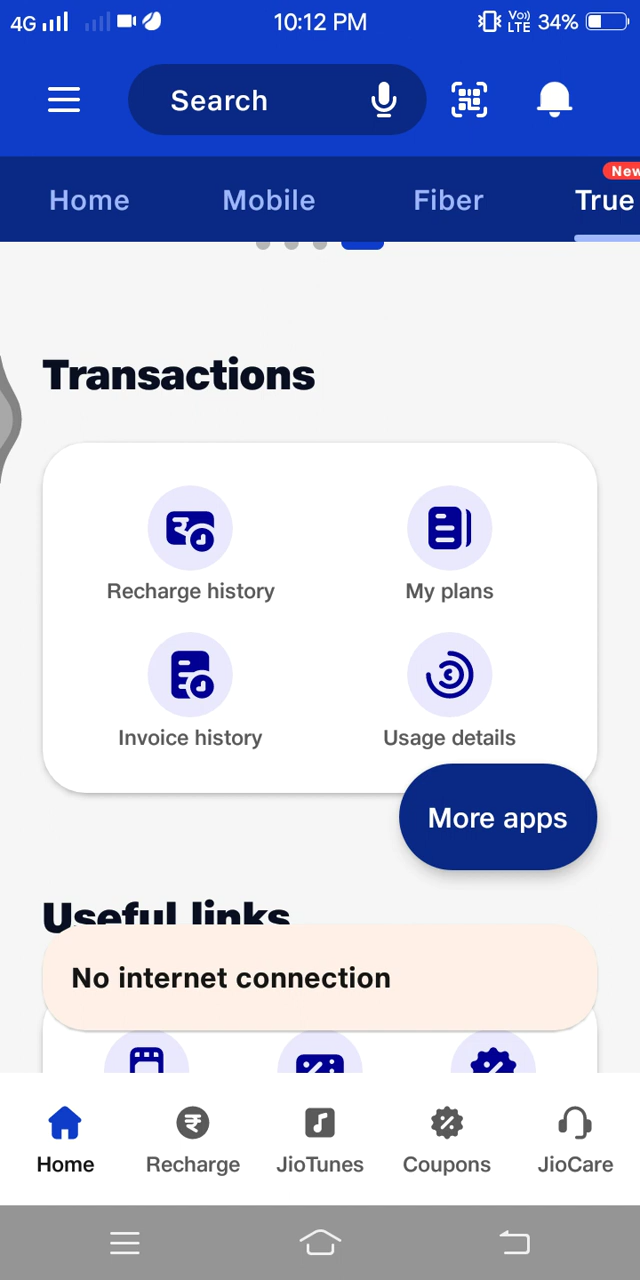 4G 10:12 PM Vo) LTE 34%
Search
New
Home Mobile Fiber True
Transactions
Recharge history My plans
Invoice history Usage details
More apps
Useful links
No internet connection
Home Recharge JioTunes Coupons JioCare